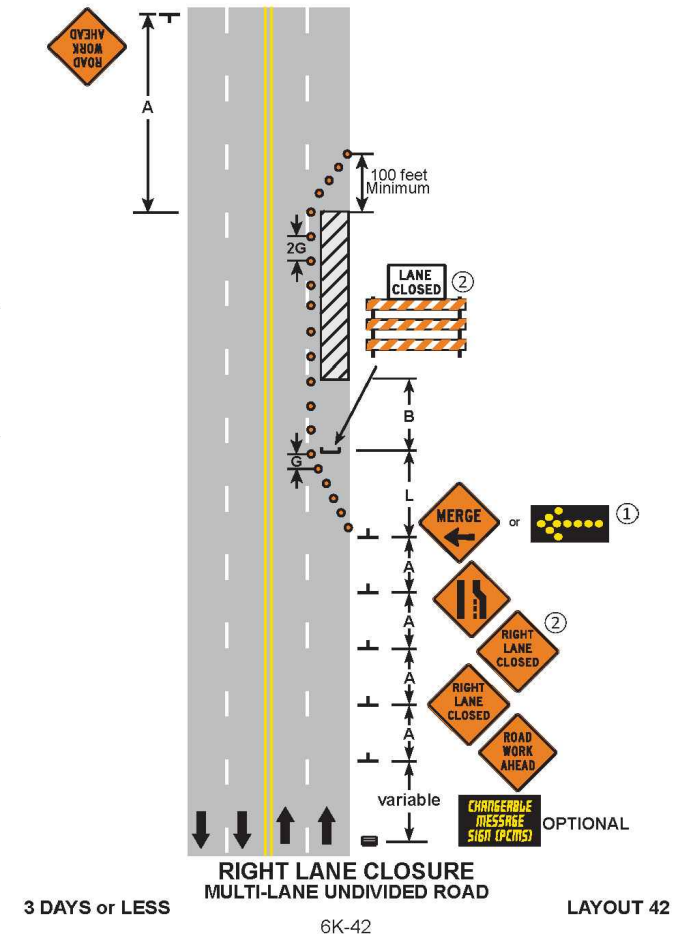 ROAD
WORK
AHEAD
A
100 feet
Minimum
2G
LANE
CLOSED
2
B
G
L
MERGE
or
1
A
A
RIGHT
LANE
CLOSED
2
A
RIGHT
LANE
CLOSED
A
ROAD
WORK
AHEAD
variable
CHANGEABLE
MESSAGE
SIGN (PCMS)
OPTIONAL
RIGHT LANE CLOSURE
MULTI-LANE UNDIVIDED ROAD
3 DAYS or LESS
LAYOUT 42
6K-42